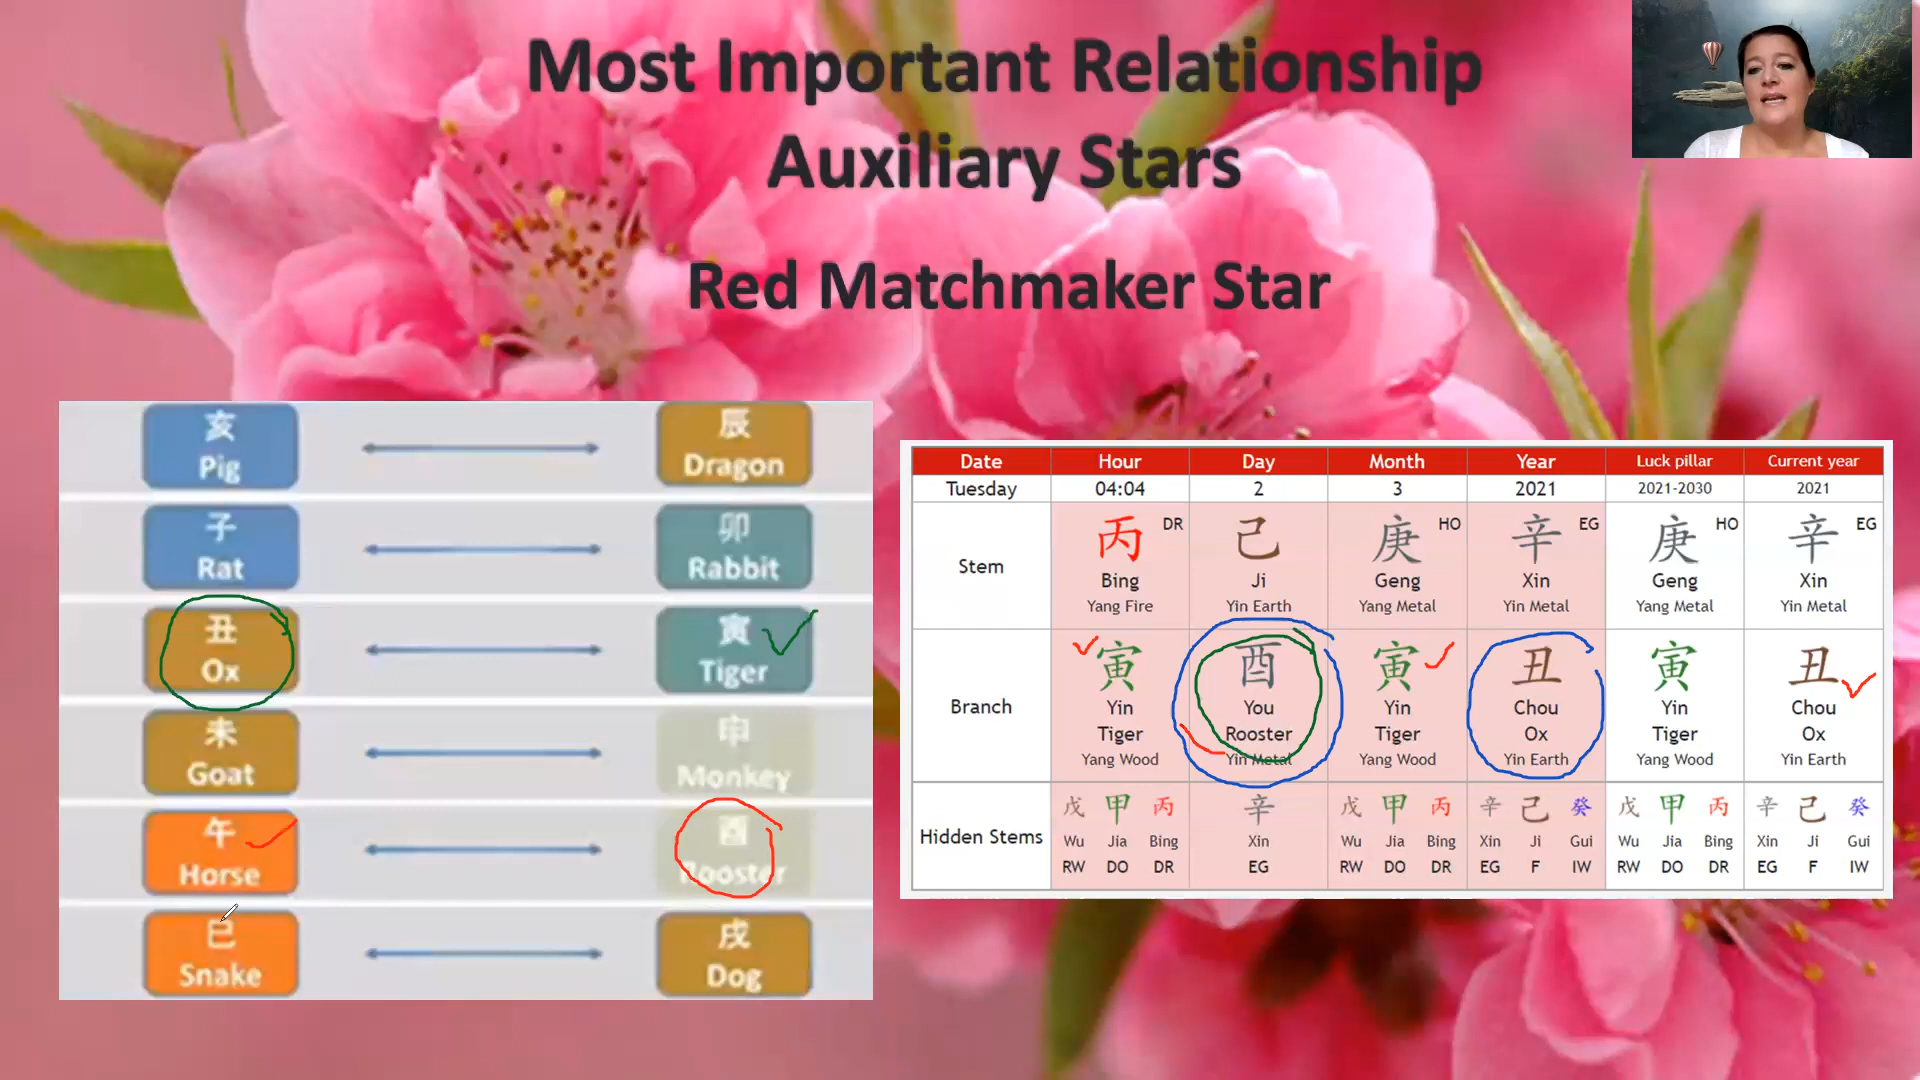 Most Important Relationship
Auxiliary Stars
Red Matchmaker Star
亥 辰
Pig Dragon
子 卯
Rat Rabbit
丑 寅
Ox Tiger
未 申
Goat Monkey
午 酉
Horse Rooster
巳 戌
Snake Dog
Date Hour Day Month Year Luck pillar Current year
Tuesday 04:04 2 3 2021 2021-2030 2021
Stem 丙 DR 己 庚 HO 辛 EG 庚 HO 辛 EG
Bing Ji Geng Xin Geng Xin
Yang Fire Yin Earth Yang Metal Yin Metal Yang Metal Yin Metal
Branch 寅 酉 寅 丑 寅 丑
Yin You Yin Chou Yin Chou
Tiger Rooster Tiger Ox Tiger Ox
Yang Wood Yin Metal Yang Wood Yin Earth Yang Wood Yin Earth
Hidden Stems 戊 甲 丙 辛 戊 甲 丙 辛 己 癸 戊 甲 丙 辛 己 癸
Wu Jia Bing Xin Wu Jia Bing Xin Ji Gui Wu Jia Bing Xin Ji Gui
RW DO DR EG RW DO DR EG F IW RW DO DR EG F IW